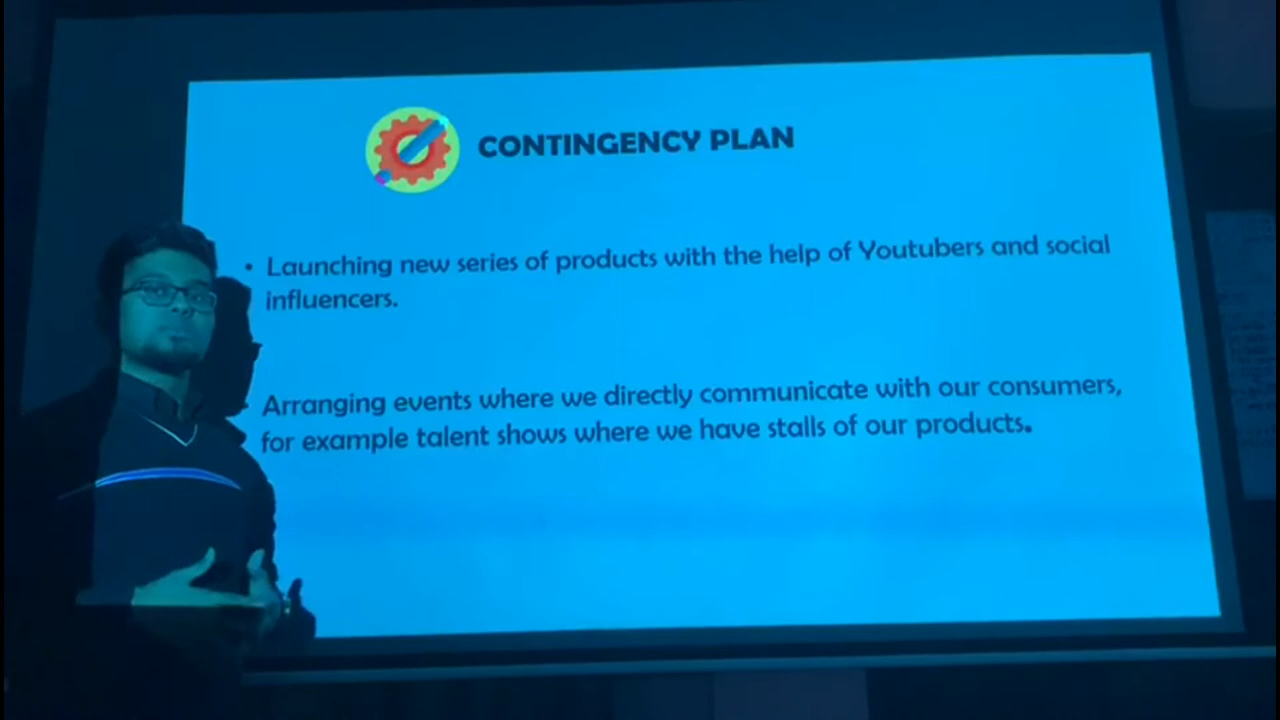 CONTINGENCY PLAN
• Launching new series of products with the help of Youtubers and social
influencers.
Arranging events where we directly communicate with our consumers,
for example talent shows where we have stalls of our products.